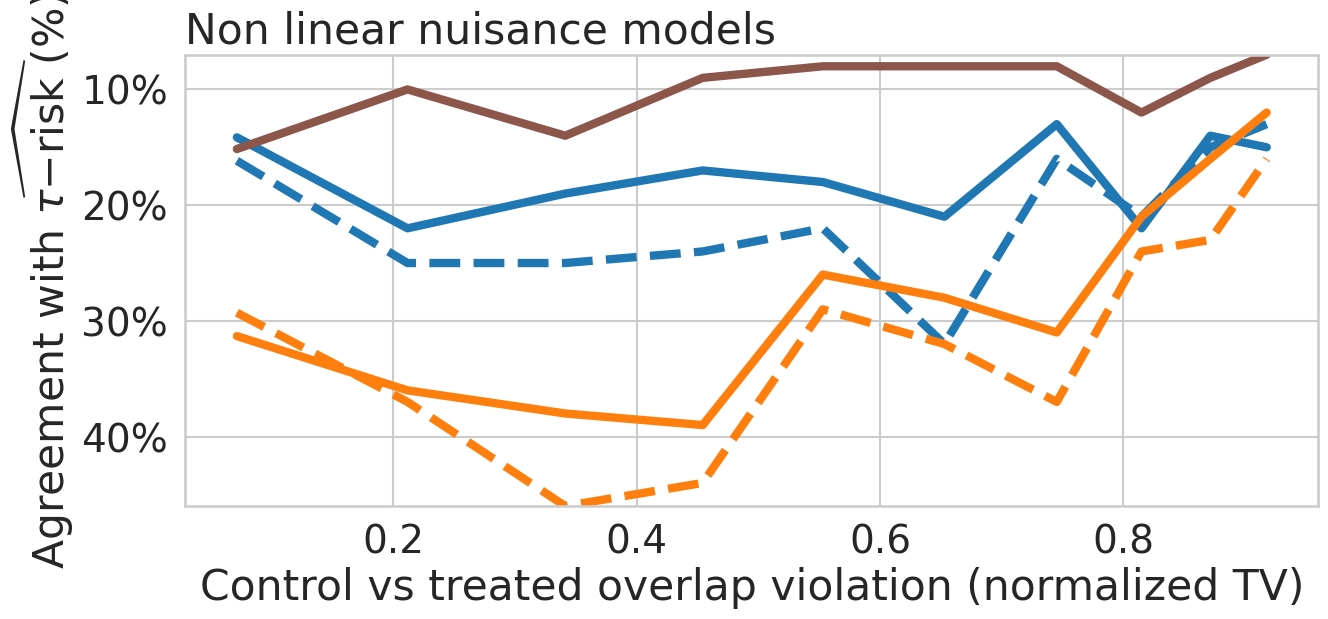 Non linear nuisance models
Agreement with τ−risk (%)
10%
20%
30%
40%
0.2
0.4
0.6
0.8
Control vs treated overlap violation (normalized TV)